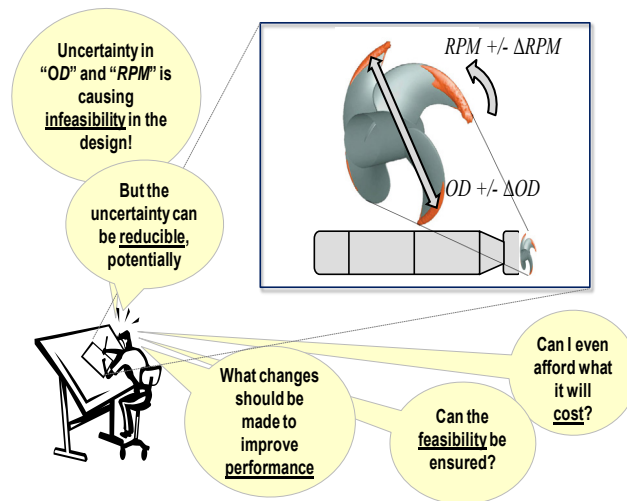 Uncertainty in
“OD” and “RPM” is
causing
infeasibility in the
design!
But the
uncertainty can
be reducible,
potentially
RPM +/- ΔRPM
OD +/- ΔOD
What changes
should be
made to
improve
performance
Can the
feasibility be
ensured?
Can I even
afford what
it will
cost?